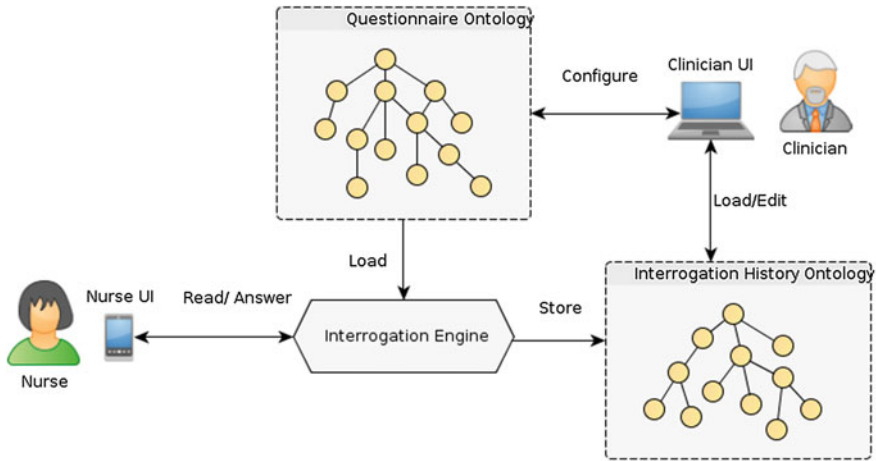 Questionnaire Ontology
Configure
Clinician UI
Clinician
Load/Edit
Load
Interrogation History Ontology
Nurse UI
Read/ Answer
Interrogation Engine
Store
Nurse